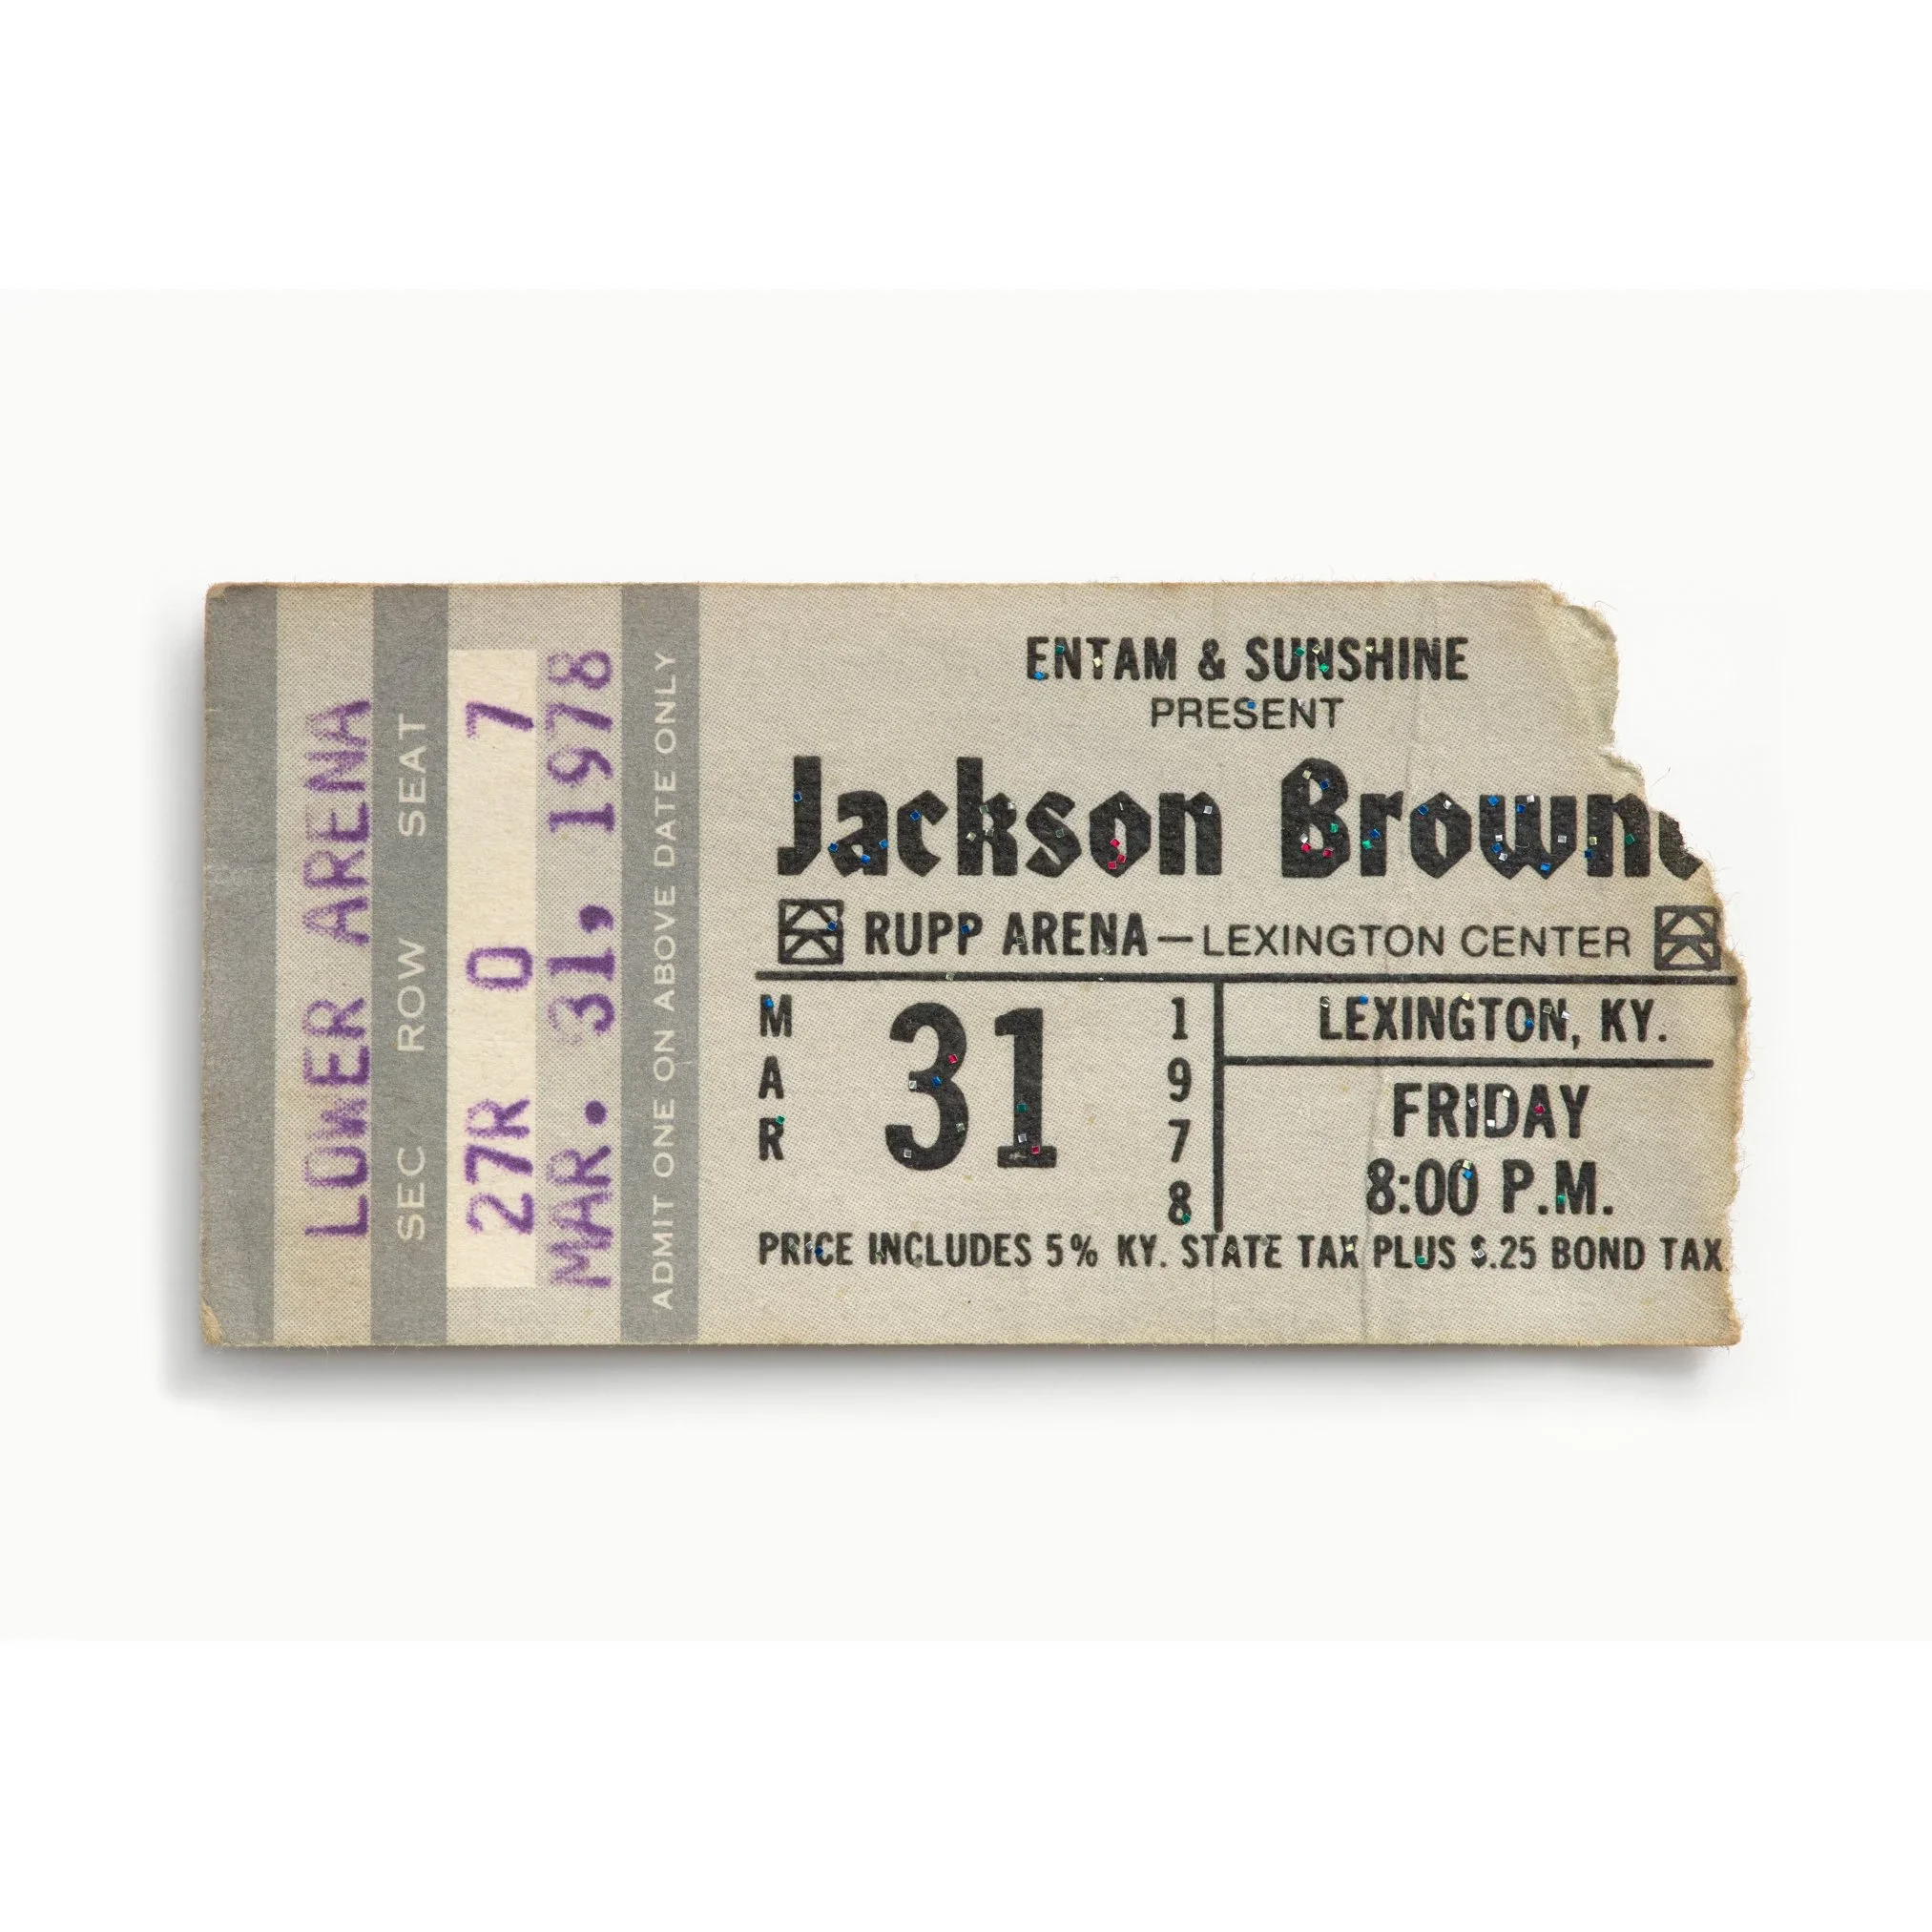 LOWER ARENA
SEC ROW SEAT
27R 0 7
MAR. 31, 1978
ADMIT ONE ON ABOVE DATE ONLY
ENTAM & SUNSHINE
PRESENT
Jackson Browne
RUPP ARENA—LEXINGTON CENTER
MAR 31 1978
LEXINGTON, KY.
FRIDAY
8:00 P.M.
PRICE INCLUDES 5% KY. STATE TAX PLUS $.25 BOND TAX